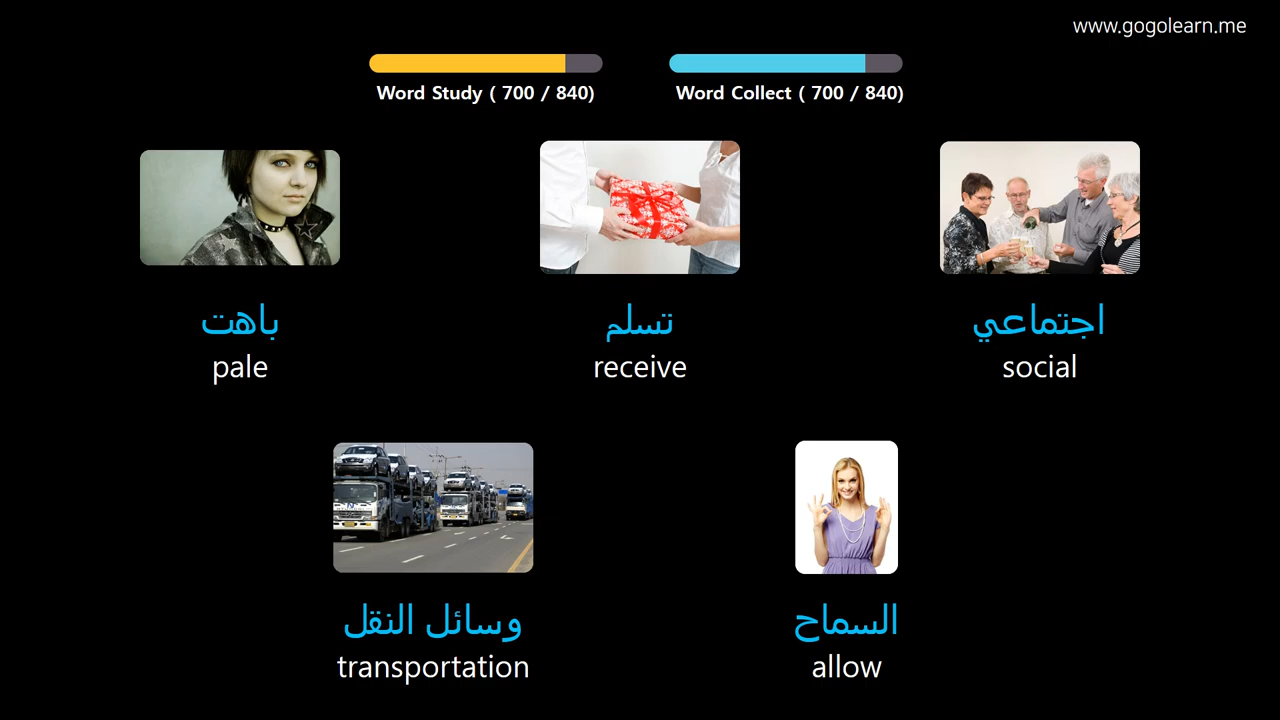 www.gogolearn.me
Word Study ( 700 / 840)
Word Collect ( 700 / 840)
باهت
pale
تسلم
receive
اجتماعي
social
وسائل النقل
transportation
السماح
allow